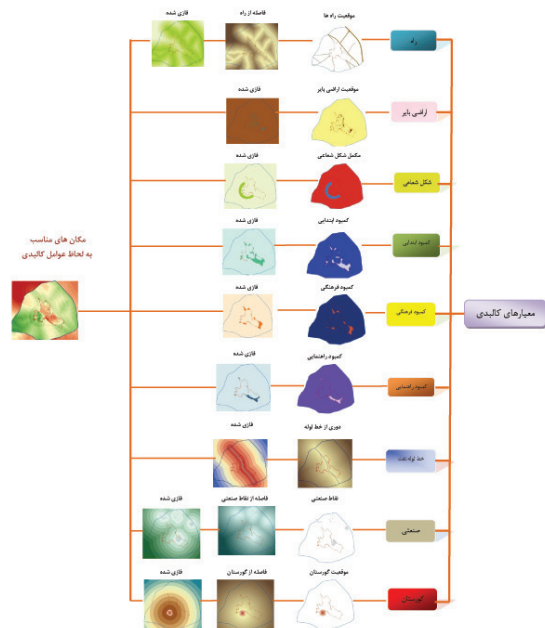 موقعیت راه ها
فاصله از راه
فازی شده
راه
موقعیت اراضی بایر
فازی شده
اراضی بایر
مکمل شکل شعاعی
فازی شده
شکل شعاعی
کمبود ابتدایی
فازی شده
کمبود ابتدایی
مکان های مناسب
به لحاظ عوامل کالبدی
کمبود فرهنگی
فازی شده
کمبود فرهنگی
معیارهای کالبدی
کمبود راهنمایی
فازی شده
کمبود راهنمایی
دوری از خط لوله
فازی شده
خط لوله نفت
نقاط صنعتی
فاصله از نقاط صنعتی
فازی شده
صنعتی
موقعیت گورستان
فاصله از گورستان
فازی شده
گورستان